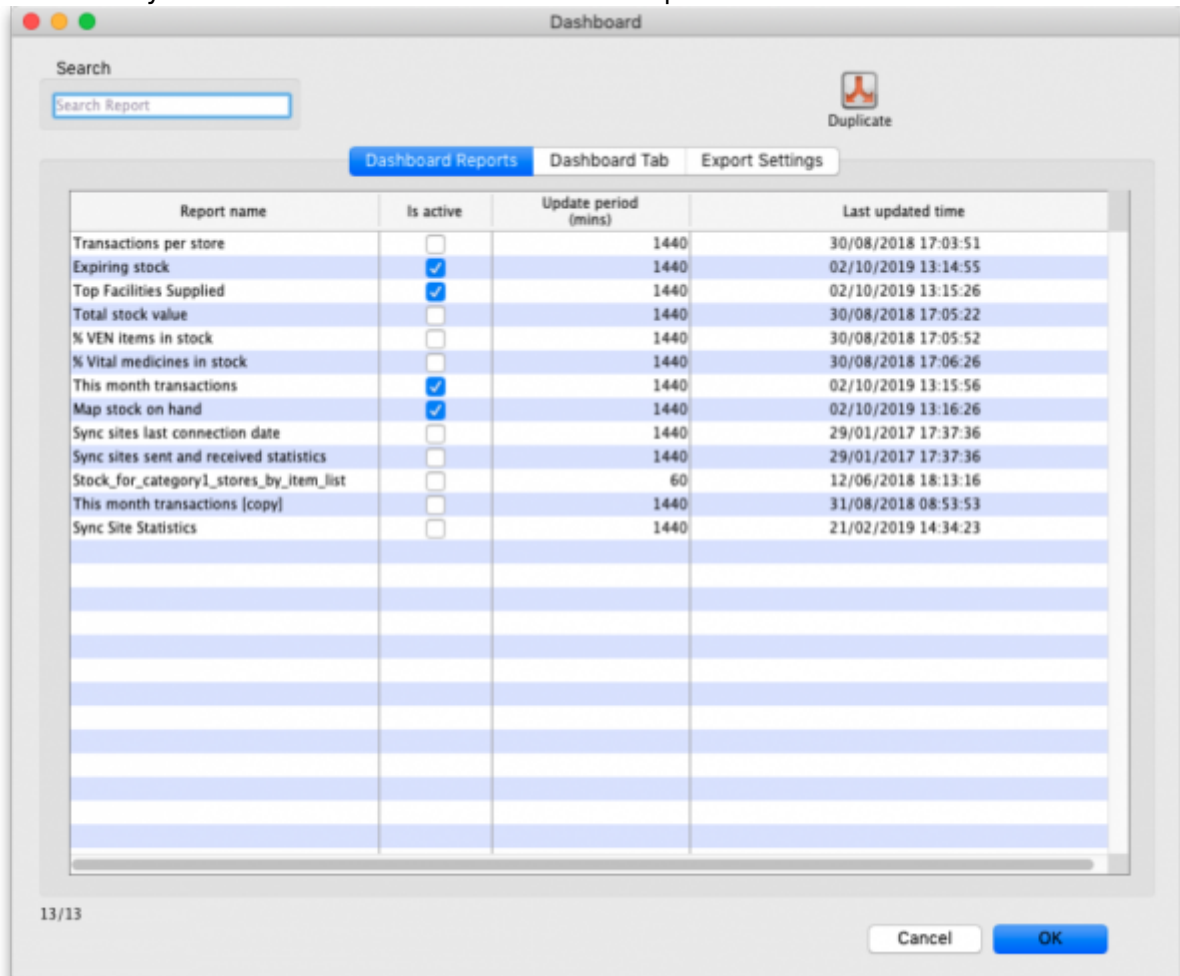 Dashboard
Search
Search Report
Duplicate
Dashboard Reports Dashboard Tab Export Settings
Report name Is active Update period (mins) Last updated time
Transactions per store 1440 30/08/2018 17:03:51
Expiring stock 1440 02/10/2019 13:14:55
Top Facilities Supplied 1440 02/10/2019 13:15:26
Total stock value 1440 30/08/2018 17:05:22
% VEN items in stock 1440 30/08/2018 17:05:52
% Vital medicines in stock 1440 30/08/2018 17:06:26
This month transactions 1440 02/10/2019 13:15:56
Map stock on hand 1440 02/10/2019 13:16:26
Sync sites last connection date 1440 29/01/2017 17:37:36
Sync sites sent and received statistics 1440 29/01/2017 17:37:36
Stock_for_category1_stores_by_item_list 60 12/06/2018 18:13:16
This month transactions [copy] 1440 31/08/2018 08:53:53
Sync Site Statistics 1440 21/02/2019 14:34:23
13/13
Cancel OK